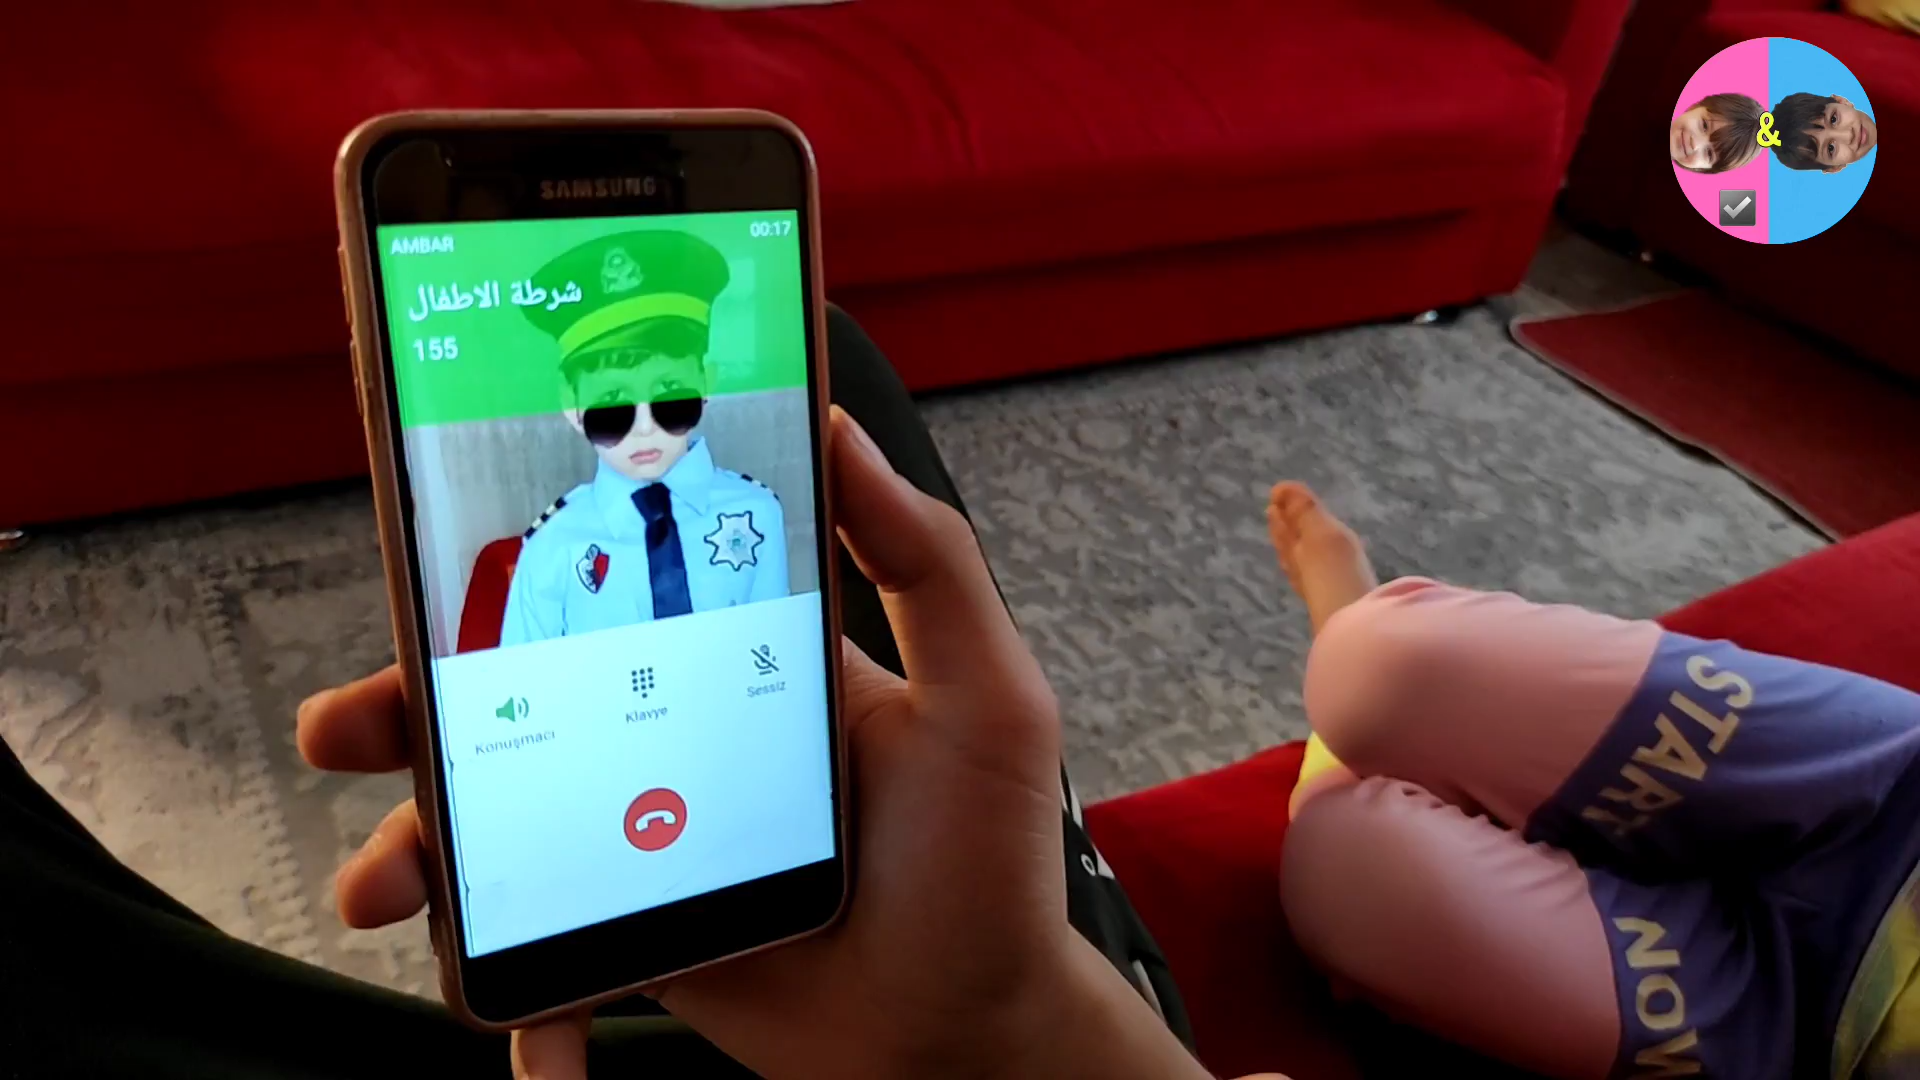 SAMSUNG
AMBAR
00:17
شرطة الاطفال
155
Konuşmacı
Klavye
Sessiz
&
START
NOW